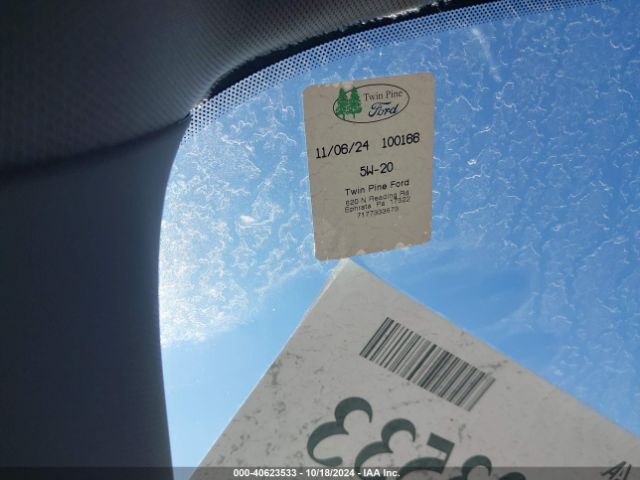 Twin Pine
Ford
11/06/24 100166
5W-20
Twin Pine Ford
620 N Reading Rd
Ephrata Pa 17522
7177333673
3533
000-40623533 - 10/18/2024 - IAA Inc.